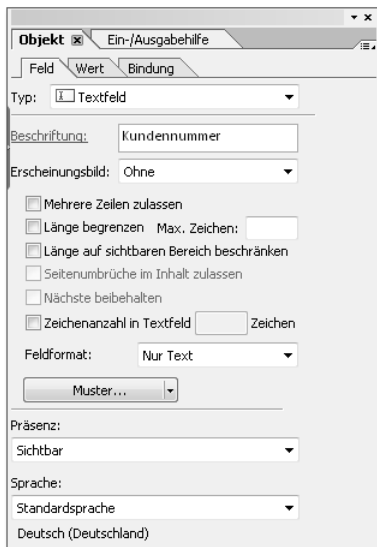 Objekt Ein-/Ausgabehilfe
Feld Wert Bindung
Typ: Textfeld
Beschriftung: Kundennummer
Erscheinungsbild: Ohne
Mehrere Zeilen zulassen
Länge begrenzen Max. Zeichen:
Länge auf sichtbaren Bereich beschränken
Seitenumbrüche im Inhalt zulassen
Nächste beibehalten
Zeichenanzahl in Textfeld Zeichen
Feldformat: Nur Text
Muster...
Präsenz:
Sichtbar
Sprache:
Standardsprache
Deutsch (Deutschland)